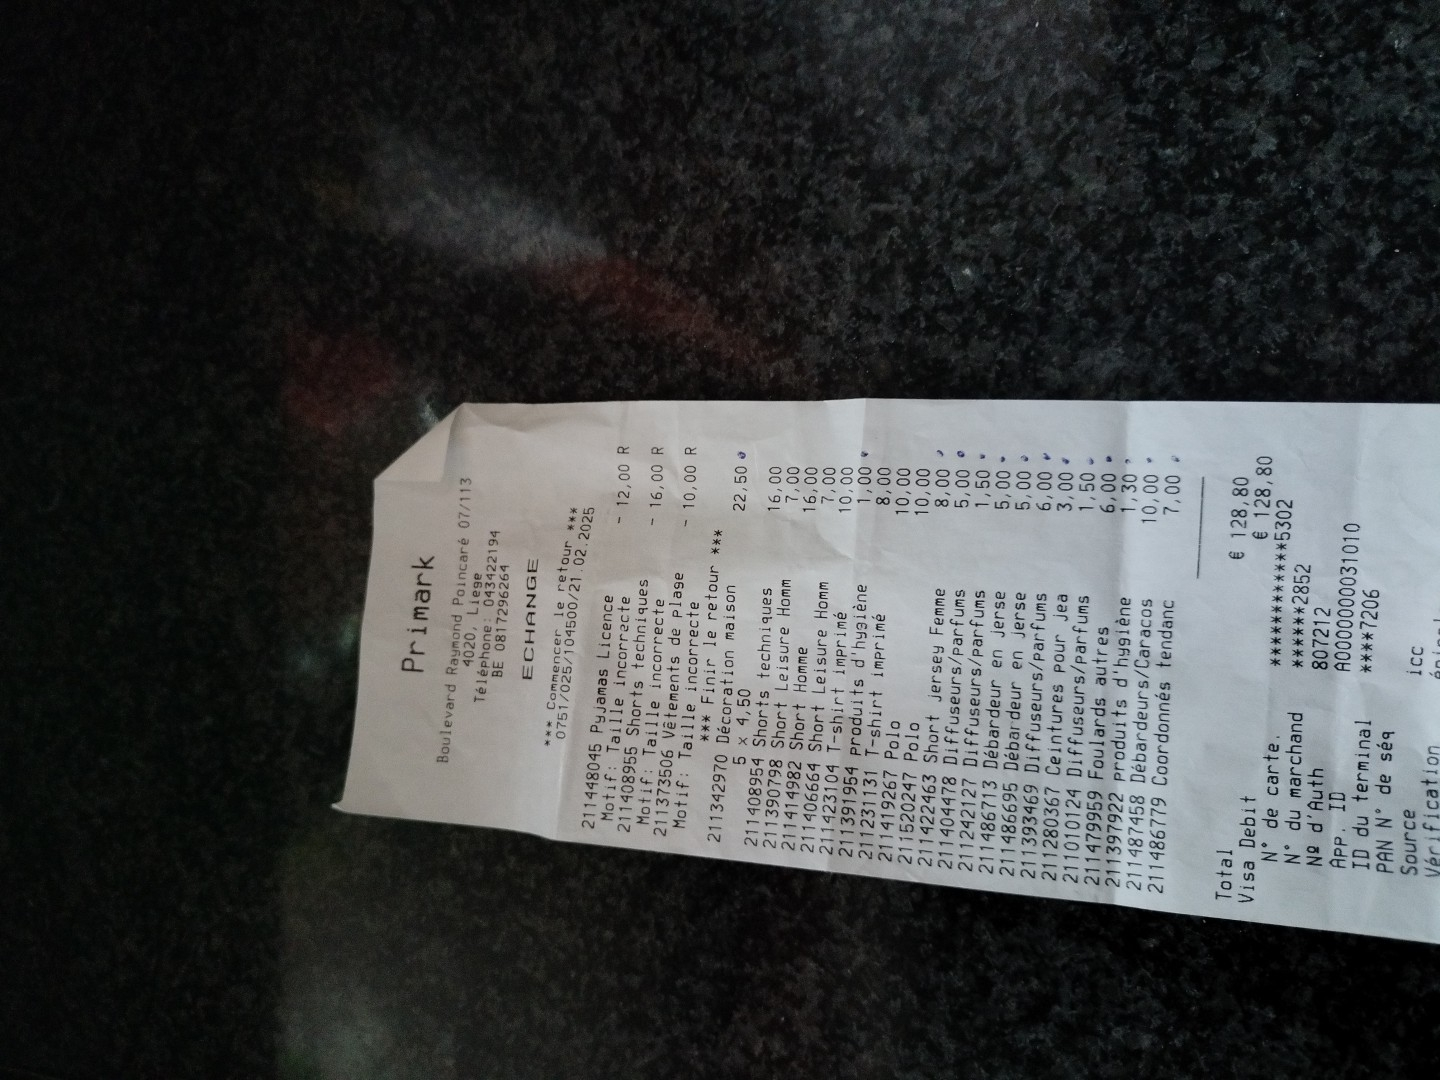 Primark
Boulevard Raymond Poincaré 07/113
4020, Liege
Téléphone: 043422194
BE 0817296264
ECHANGE
*** Commencer le retour ***
0751/025/104500/21.02.2025
211448045 Pyjamas Licence - 12,00 R
Motif: Taille incorrecte
211408955 Shorts techniques - 16,00 R
Motif: Taille incorrecte
211373506 Vêtements de plage - 10,00 R
Motif: Taille incorrecte
*** Finir le retour ***
211342970 Décoration maison 22,50
5 x 4,50
211408954 Shorts techniques 16,00
211390798 Short Leisure Homm 7,00
211414982 Short Homme 16,00
211406664 Short Leisure Homm 7,00
211423104 T-shirt imprimé 10,00
211391954 Produits d'hygiène 1,00
211231131 T-shirt imprimé 8,00
211419267 Polo 10,00
211520247 Polo 10,00
211422463 Short jersey Femme 8,00
211404478 Diffuseurs/parfums 5,00
211242127 Diffuseurs/parfums 1,50
211486713 Débardeur en jerse 5,00
211486695 Débardeur en jerse 5,00
211393469 Diffuseurs/parfums 6,00
211280367 Ceintures pour jea 3,00
211010124 Diffuseurs/parfums 1,50
211479959 Foulards autres 6,00
211397922 Produits d'hygiène 1,30
211487458 Débardeurs/Caracos 10,00
211486779 Coordonnés tendanc 7,00
Total € 128,80
Visa Debit € 128,80
N° de carte. ************5302
N° du marchand ******2852
Nº d'Auth 807212
APP. ID A0000000031010
ID du terminal ****7206
PAN N° de séq
Source icc
Vérification